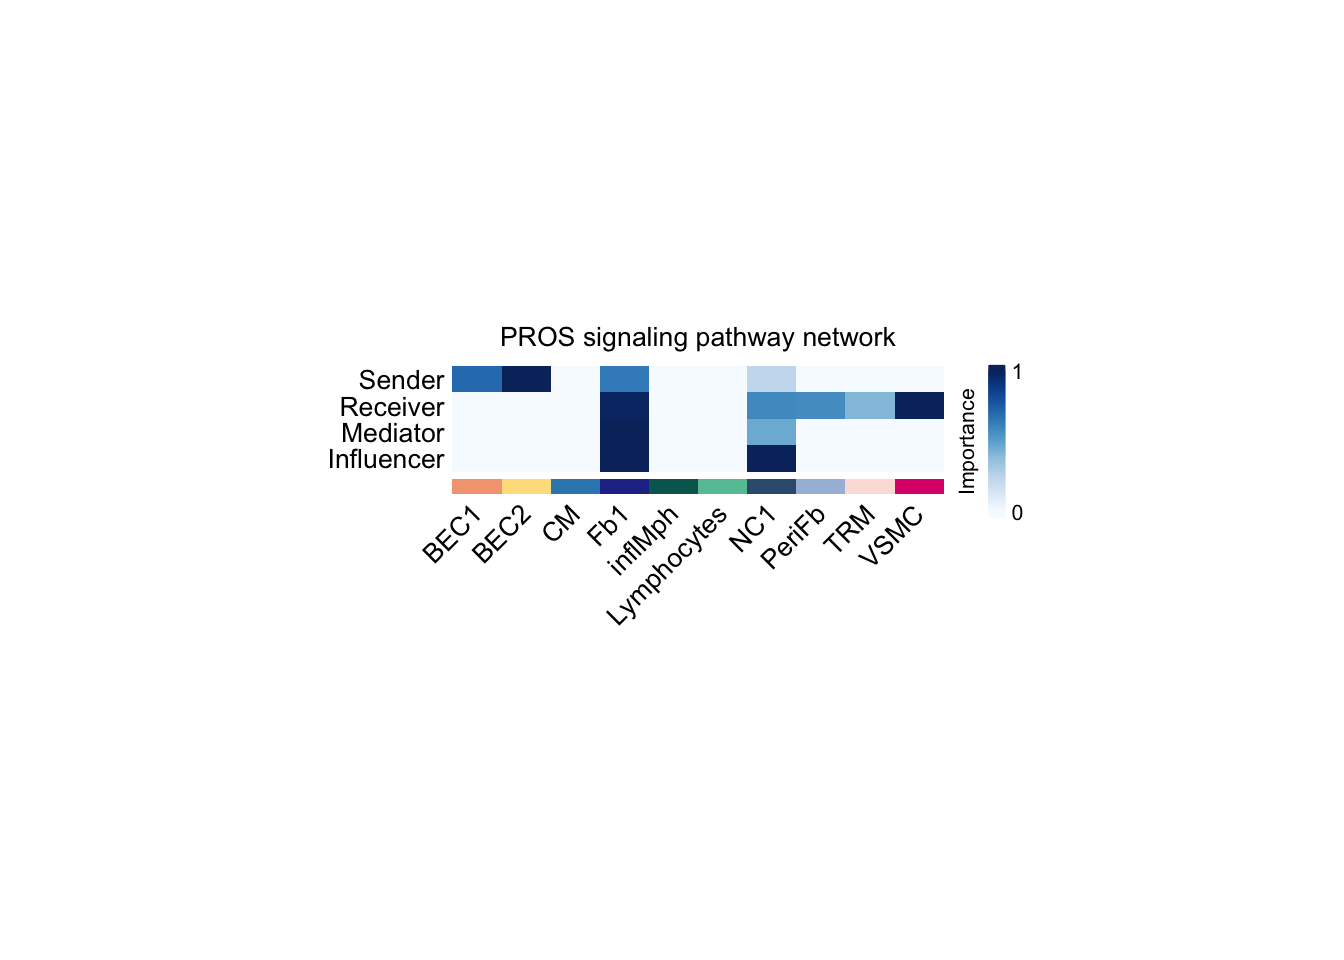 PROS signaling pathway network
Sender
Receiver
Mediator
Influencer
BEC1
BEC2
CM
Fb1
inflMph
Lymphocytes
NC1
PeriFb
TRM
VSMC
Importance
1
0